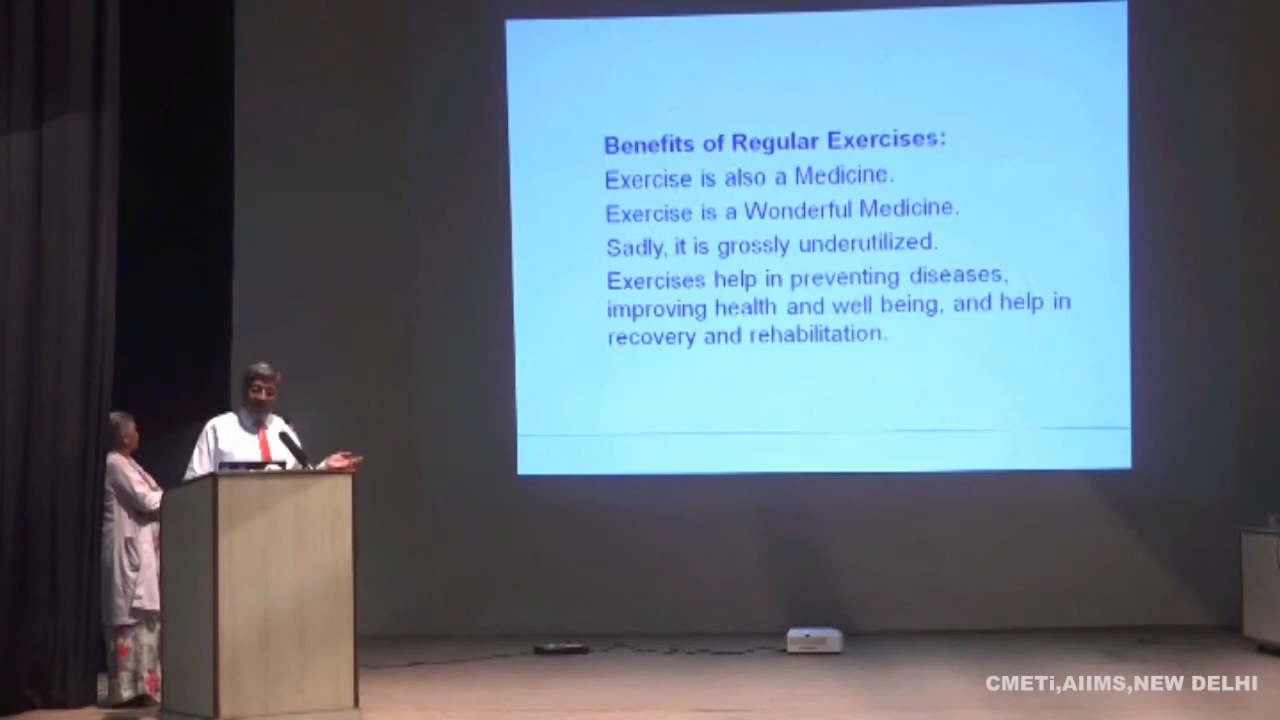 Benefits of Regular Exercises:
Exercise is also a Medicine.
Exercise is a Wonderful Medicine.
Sadly, it is grossly underutilized.
Exercises help in preventing diseases,
improving health and well being, and help in
recovery and rehabilitation.
CMETi,AIIMS,NEW DELHI